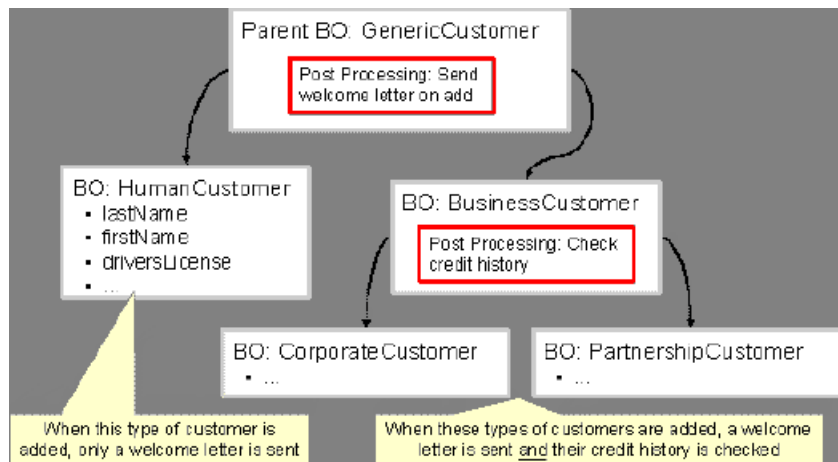 Parent BO: GenericCustomer
Post Processing: Send
welcome letter on add
BO: HumanCustomer
▪ lastName
▪ firstName
▪ driversLicense
▪ ...
BO: BusinessCustomer
Post Processing: Check
credit history
BO: CorporateCustomer
▪ ...
BO: PartnershipCustomer
▪ ...
When this type of customer is
added, only a welcome letter is sent
When these types of customers are added, a welcome
letter is sent and their credit history is checked